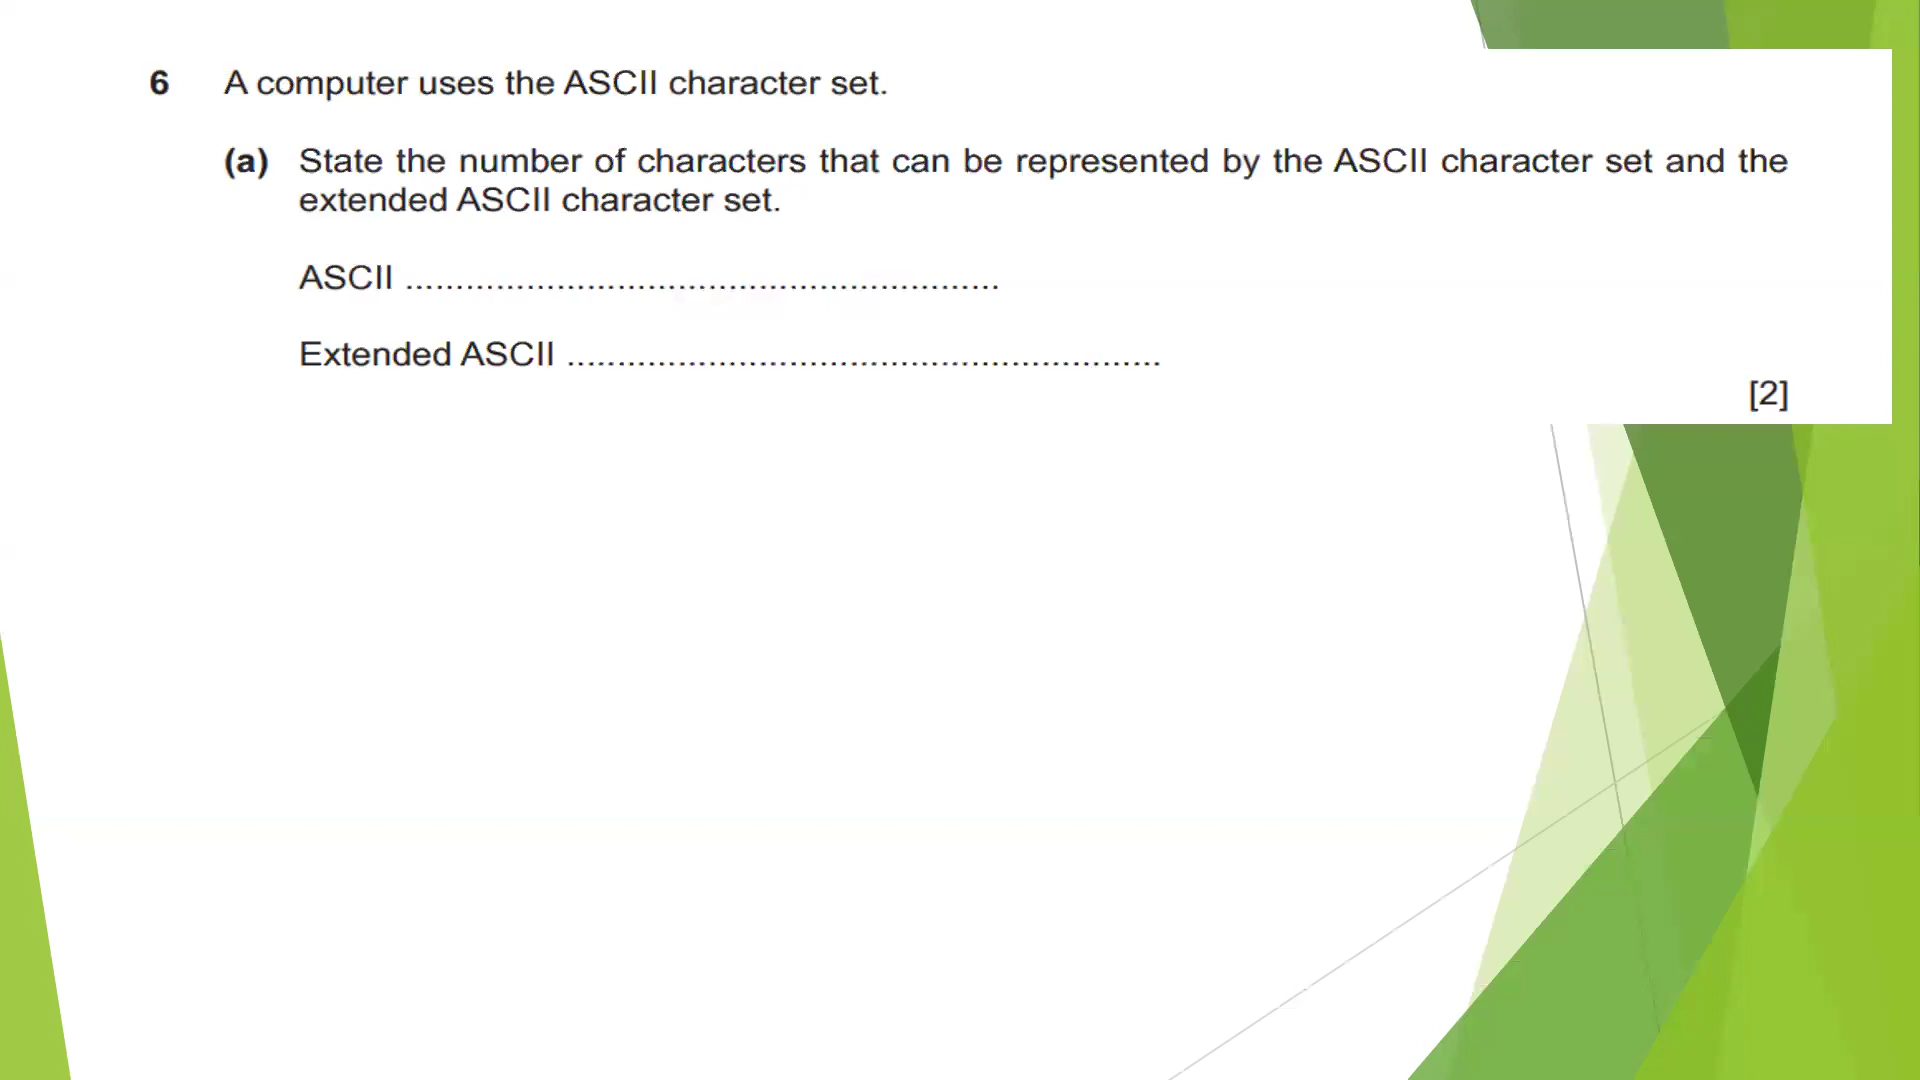 6 A computer uses the ASCII character set.
(a) State the number of characters that can be represented by the ASCII character set and the
extended ASCII character set.
ASCII ...........................................................
Extended ASCII ...........................................................
[2]